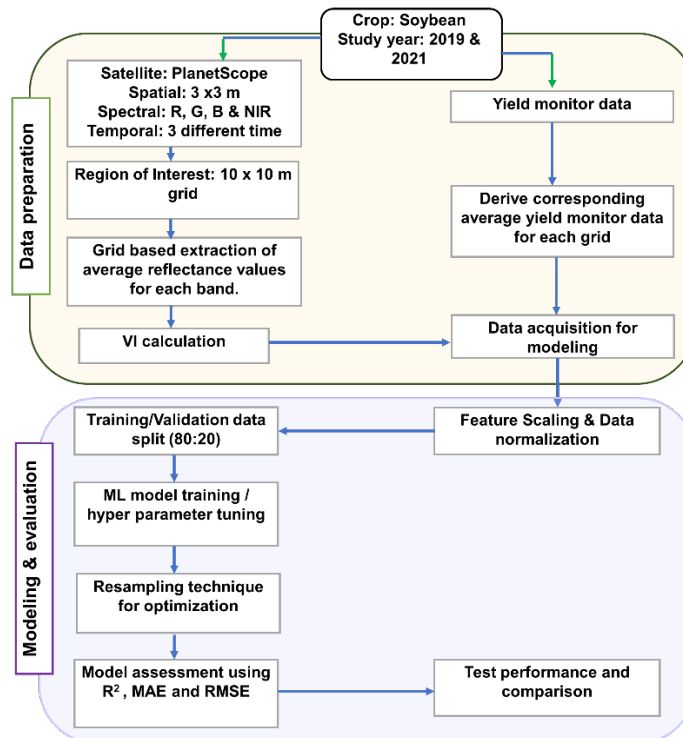 Crop: Soybean
Study year: 2019 &
2021
Data preparation
Satellite: PlanetScope
Spatial: 3 x3 m
Spectral: R, G, B & NIR
Temporal: 3 different time
Yield monitor data
Region of Interest: 10 x 10 m
grid
Derive corresponding
average yield monitor data
for each grid
Grid based extraction of
average reflectance values
for each band.
VI calculation
Data acquisition for
modeling
Modeling & evaluation
Training/Validation data
split (80:20)
Feature Scaling & Data
normalization
ML model training /
hyper parameter tuning
Resampling technique
for optimization
Model assessment using
R² , MAE and RMSE
Test performance and
comparison